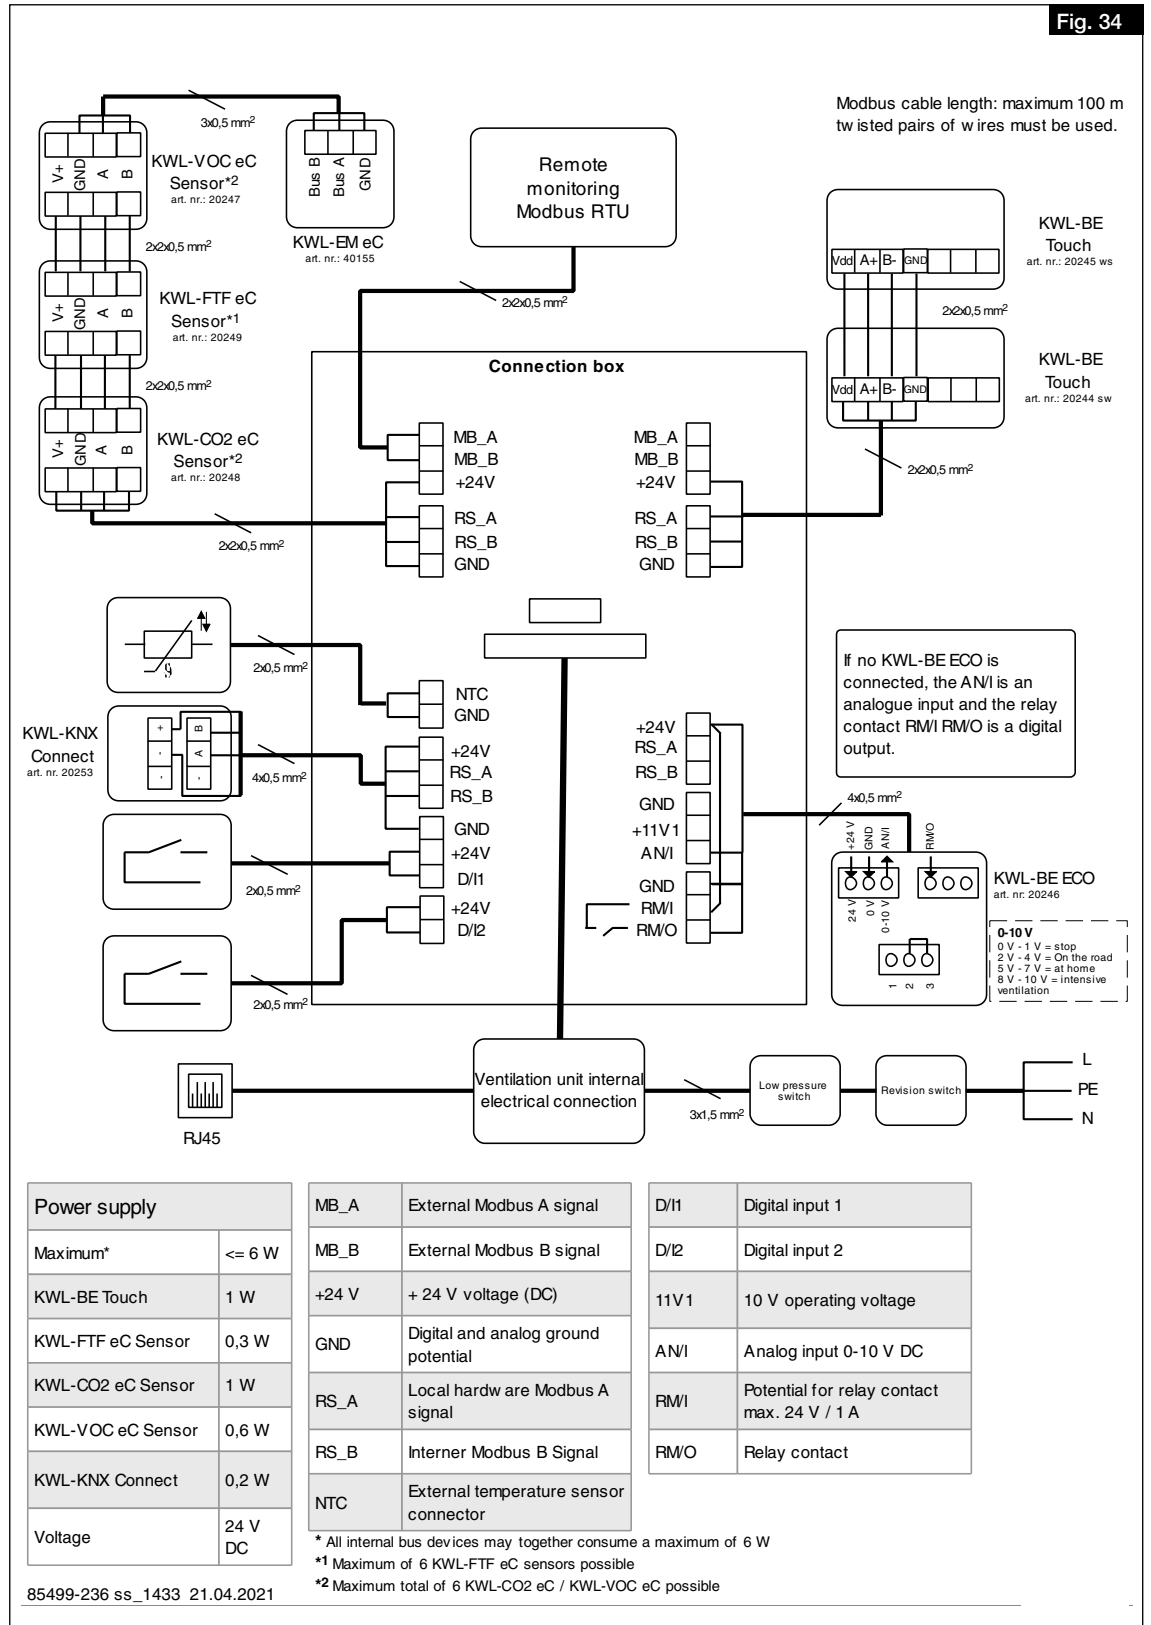 Fig. 34
Modbus cable length: maximum 100 m
twisted pairs of wires must be used.
3x0,5 mm²
V+ GND A B
KWL-VOC eC
Sensor*2
art. nr.: 20247
Bus B Bus A GND
KWL-EM eC
art. nr.: 40155
Remote
monitoring
Modbus RTU
2x2x0,5 mm²
KWL-BE
Touch
art. nr.: 20245 ws
Vdd A+ B- GND
2x2x0,5 mm²
2x2x0,5 mm²
V+ GND A B
KWL-FTF eC
Sensor*1
art. nr.: 20249
2x2x0,5 mm²
KWL-BE
Touch
art. nr.: 20244 sw
Vdd A+ B- GND
2x2x0,5 mm²
V+ GND A B
KWL-CO2 eC
Sensor*2
art. nr.: 20248
2x2x0,5 mm²
Connection box
MB_A MB_A
MB_B MB_B
+24V +24V
RS_A RS_A
RS_B RS_B
GND GND
ϑ
2x0,5 mm²
NTC
GND
KWL-KNX
Connect
art. nr. 20253
+ - -
B A -
4x0,5 mm²
+24V
RS_A
RS_B
GND
+24V
D/I1
2x0,5 mm²
+24V
D/I2
2x0,5 mm²
+24V
RS_A
RS_B
GND
+11V1
AN/I
GND
RM/I
RM/O
If no KWL-BE ECO is
connected, the AN/I is an
analogue input and the relay
contact RM/I RM/O is a digital
output.
4x0,5 mm²
+24 V GND AN/I RM/O
24 V 0 V 0-10 V
1 2 3
KWL-BE ECO
art. nr: 20246
0-10 V
0 V - 1 V = stop
2 V - 4 V = On the road
5 V - 7 V = at home
8 V - 10 V = intensive
ventilation
RJ45
Ventilation unit internal
electrical connection
3x1,5 mm²
Low pressure
switch
Revision switch
L
PE
N
Power supply
Maximum* <= 6 W
KWL-BE Touch 1 W
KWL-FTF eC Sensor 0,3 W
KWL-CO2 eC Sensor 1 W
KWL-VOC eC Sensor 0,6 W
KWL-KNX Connect 0,2 W
Voltage 24 V
DC
MB_A External Modbus A signal
MB_B External Modbus B signal
+24 V + 24 V voltage (DC)
GND Digital and analog ground
potential
RS_A Local hardware Modbus A
signal
RS_B Interner Modbus B Signal
NTC External temperature sensor
connector
D/I1 Digital input 1
D/I2 Digital input 2
11V1 10 V operating voltage
AN/I Analog input 0-10 V DC
RM/I Potential for relay contact
max. 24 V / 1 A
RM/O Relay contact
* All internal bus devices may together consume a maximum of 6 W
*1 Maximum of 6 KWL-FTF eC sensors possible
*2 Maximum total of 6 KWL-CO2 eC / KWL-VOC eC possible
85499-236 ss_1433 21.04.2021